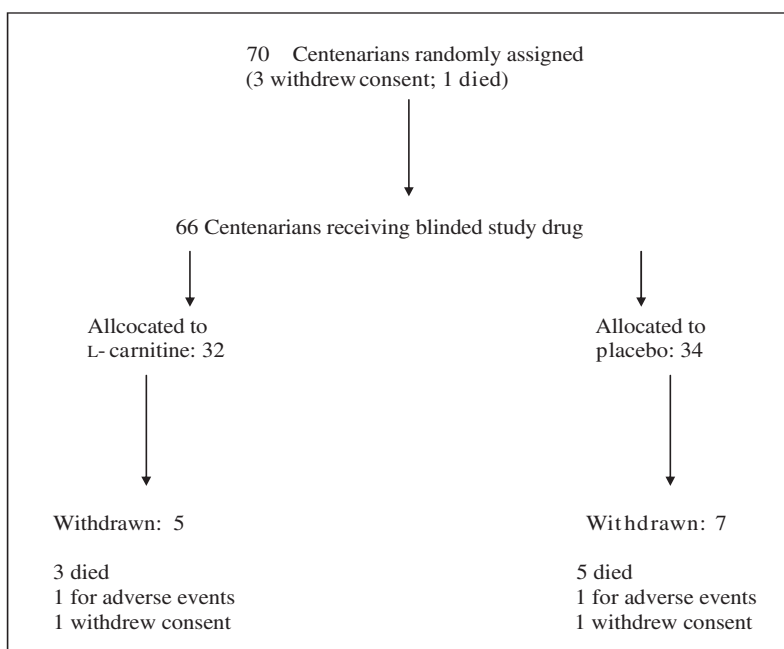 70 Centenarians randomly assigned
(3 withdrew consent; 1 died)
66 Centenarians receiving blinded study drug
Allcocated to
L-carnitine: 32
Allocated to
placebo: 34
Withdrawn: 5
3 died
1 for adverse events
1 withdrew consent
Withdrawn: 7
5 died
1 for adverse events
1 withdrew consent